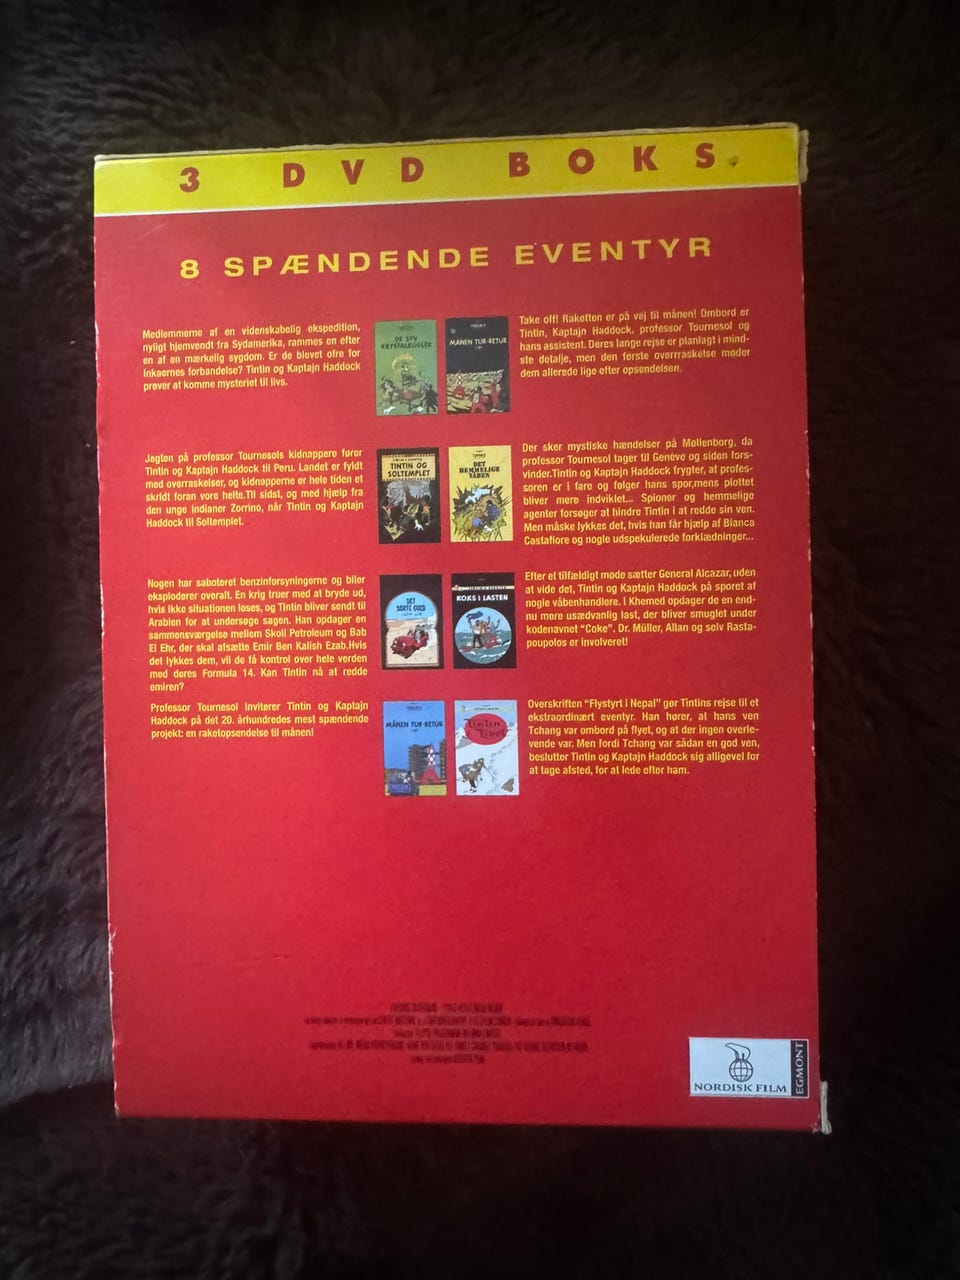 3 DVD BOKS
8 SPÆNDENDE EVENTYR
Medlemmerne af en videnskabelig ekspedition,
nyligt hjemvendt fra Sydamerika, rammes en efter
en af en mærkelig sygdom. Er de blevet ofre for
Inkaernes forbandelse? Tintin og Kaptajn Haddock
prøver at komme mysteriet til livs.
DE SYV
KRYSTALKUGLER
MÅNEN TUR-RETUR
Take off! Raketten er på vej til månen! Ombord er
Tintin, Kaptajn Haddock, professor Tournesol og
hans assistent. Deres lange rejse er planlagt i mind-
ste detalje, men den første overrraskelse møder
dem allerede lige efter opsendelsen.
Jagten på professor Tournesols kidnappere fører
Tintin og Kaptajn Haddock til Peru. Landet er fyldt
med overraskelser, og kidnapperne er hele tiden et
skridt foran vore helte.Til sidst, og med hjælp fra
den unge indianer Zorrino, når Tintin og Kaptajn
Haddock til Soltemplet.
TINTIN OG
SOLTEMPLET
DET
HEMMELIGE
VÅBEN
Der sker mystiske hændelser på Møllenborg, da
professor Tournesol tager til Genève og siden fors-
vinder.Tintin og Kaptajn Haddock frygter, at profes-
soren er i fare og følger hans spor,mens plottet
bliver mere indviklet... Spioner og hemmelige
agenter forsøger at hindre Tintin i at redde sin ven.
Men måske lykkes det, hvis han får hjælp af Bianca
Castafiore og nogle udspekulerede forklædninger...
Nogen har saboteret benzinforsyningerne og biler
eksploderer overalt. En krig truer med at bryde ud,
hvis ikke situationen løses, og Tintin bliver sendt til
Arabien for at undersøge sagen. Han opdager en
sammensværgelse mellem Skoil Petroleum og Bab
El Ehr, der skal afsætte Emir Ben Kalish Ezab.Hvis
det lykkes dem, vil de få kontrol over hele verden
med deres Formula 14. Kan Tintin nå at redde
emiren?
DET
SORTE GULD
KOKS I LASTEN
Efter et tilfældigt møde sætter General Alcazar, uden
at vide det, Tintin og Kaptajn Haddock på sporet af
nogle våbenhandlere. I Khemed opdager de en end-
nu mere usædvanlig last, der bliver smuglet under
kodenavnet "Coke". Dr. Müller, Allan og selv Rasta-
poupolos er involveret!
Professor Tournesol inviterer Tintin og Kaptajn
Haddock på det 20. århundredes mest spændende
projekt: en raketopsendelse til månen!
MÅNEN TUR-RETUR
Tintin
i Tibet
Overskriften "Flystyrt i Nepal" gør Tintins rejse til et
ekstraordinært eventyr. Han hører, at hans ven
Tchang var ombord på flyet, og at der ingen overle-
vende var. Men fordi Tchang var sådan en god ven,
beslutter Tintin og Kaptajn Haddock sig alligevel for
at tage afsted, for at lede efter ham.
NORDISK FILM
EGMONT